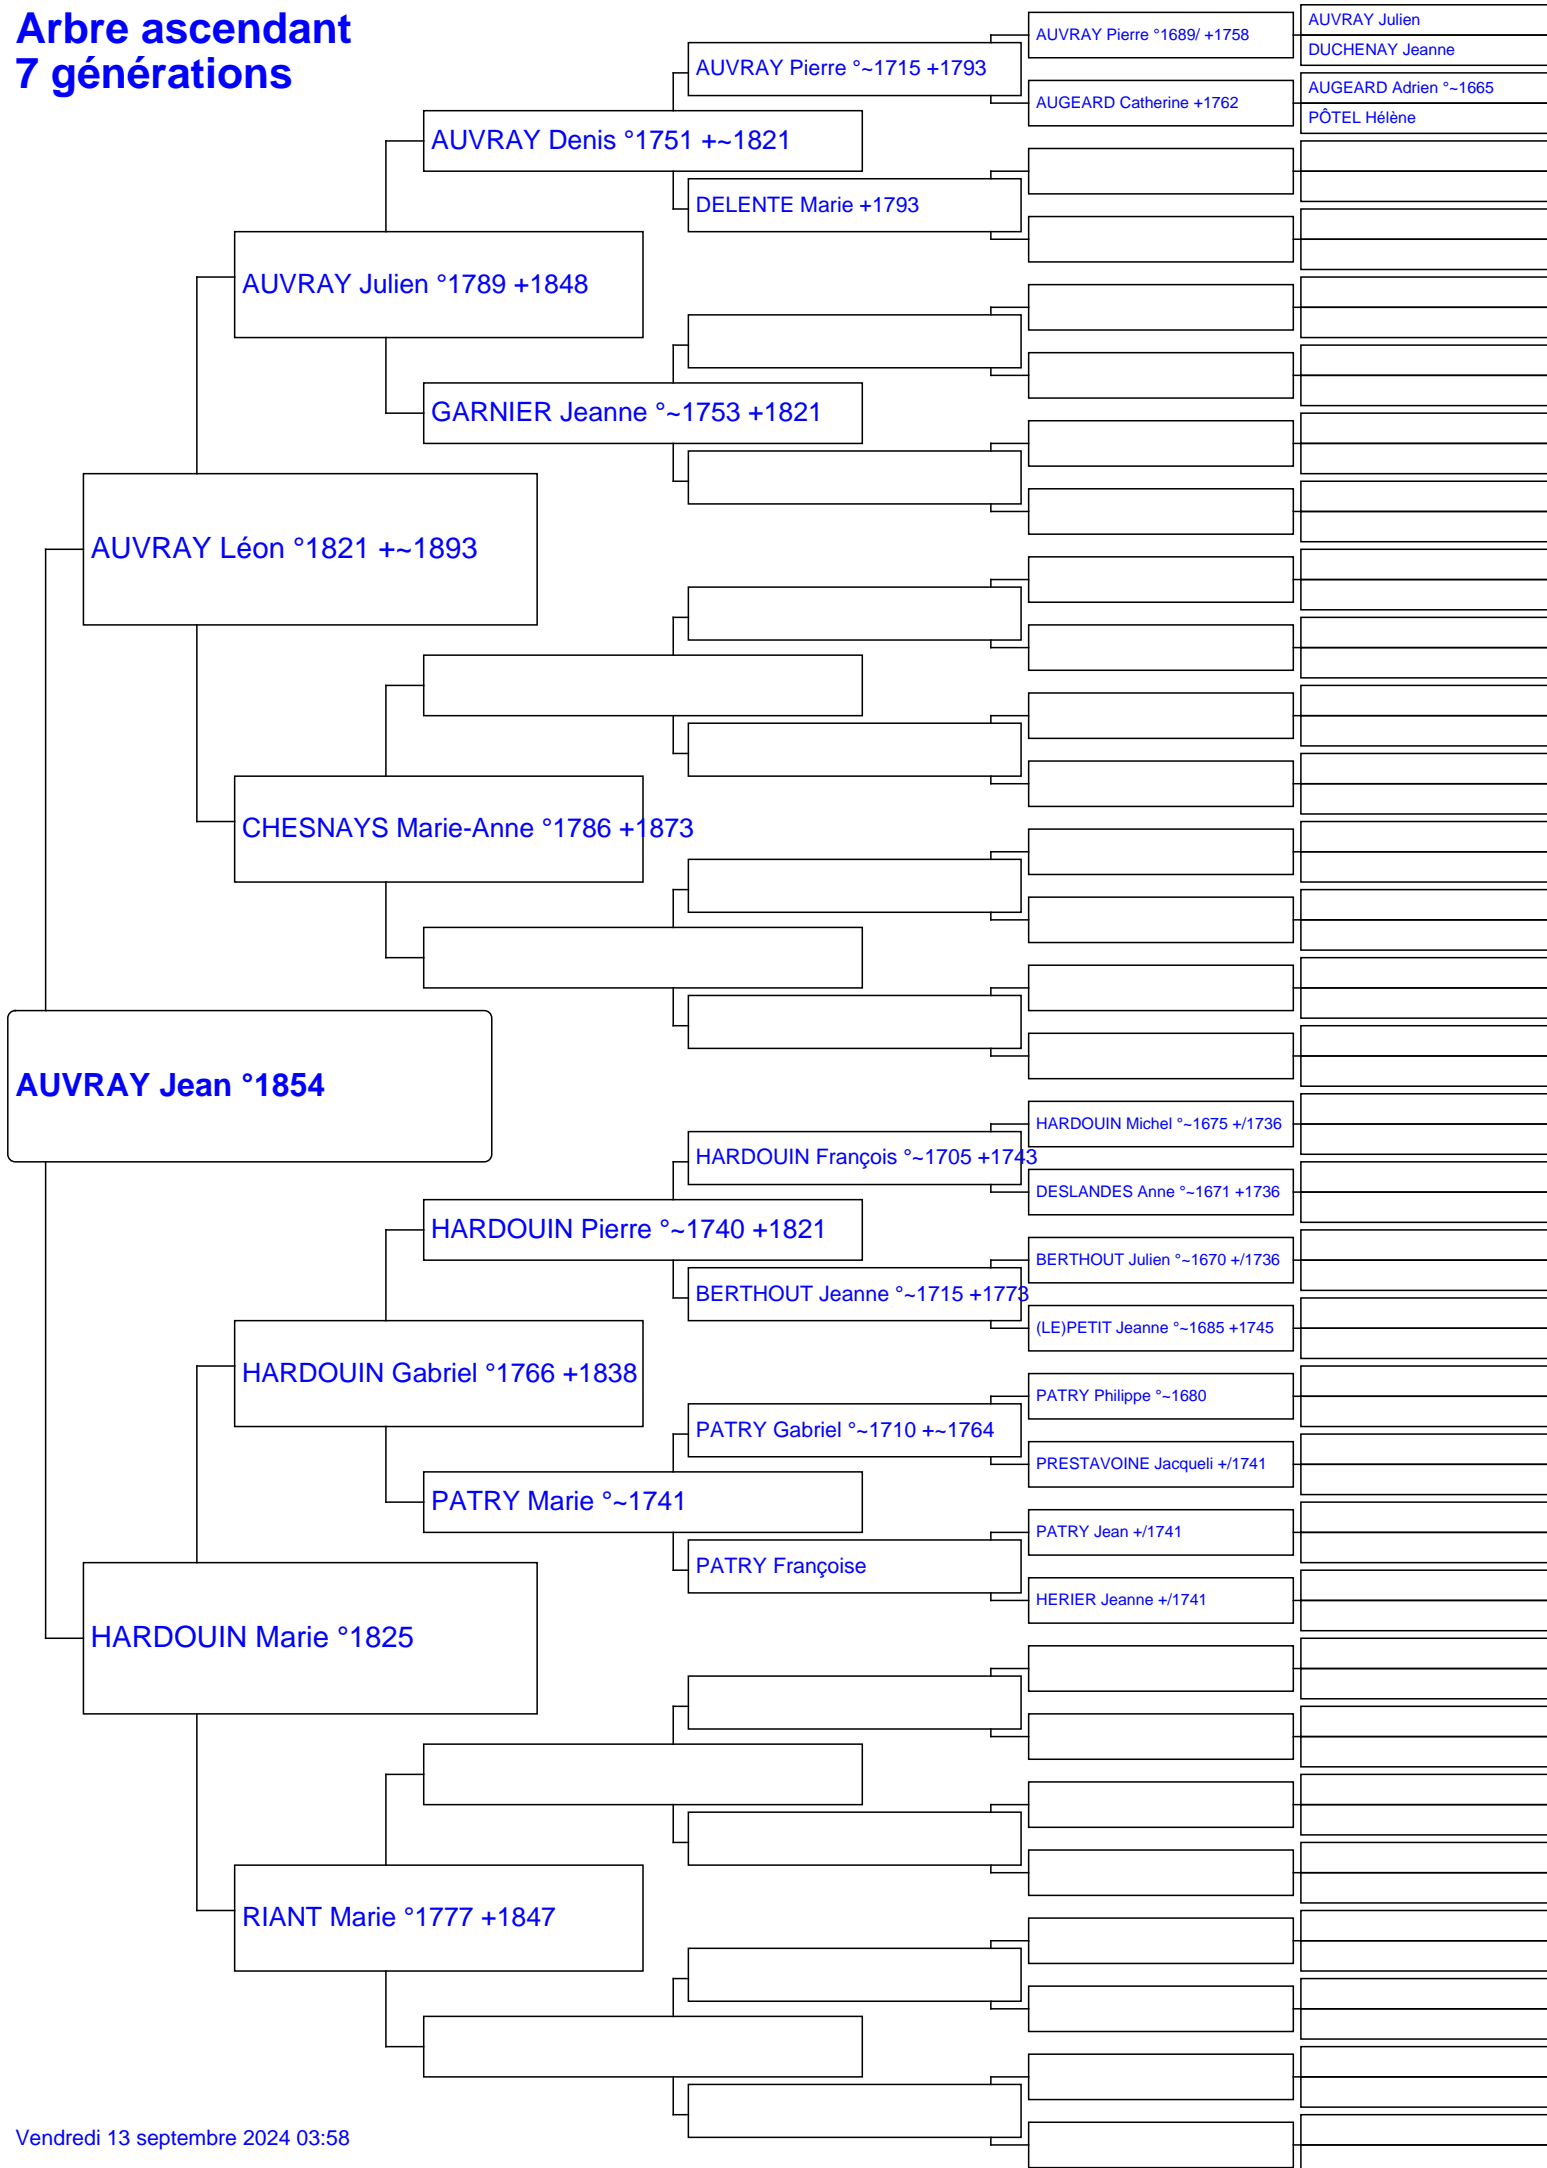 Arbre ascendant
7 générations
AUVRAY Julien
AUVRAY Pierre °1689/ +1758
DUCHENAY Jeanne
AUVRAY Pierre °~1715 +1793
AUGEARD Adrien °~1665
AUGEARD Catherine +1762
PÔTEL Hélène
AUVRAY Denis °1751 +~1821
DELENTE Marie +1793
AUVRAY Julien °1789 +1848
GARNIER Jeanne °~1753 +1821
AUVRAY Léon °1821 +~1893
CHESNAYS Marie-Anne °1786 +1873
AUVRAY Jean °1854
HARDOUIN Michel °~1675 +/1736
HARDOUIN François °~1705 +1743
DESLANDES Anne °~1671 +1736
HARDOUIN Pierre °~1740 +1821
BERTHOUT Julien °~1670 +/1736
BERTHOUT Jeanne °~1715 +1773
(LE)PETIT Jeanne °~1685 +1745
HARDOUIN Gabriel °1766 +1838
PATRY Philippe °~1680
PATRY Gabriel °~1710 +~1764
PRESTAVOINE Jacqueli +/1741
PATRY Marie °~1741
PATRY Jean +/1741
PATRY Françoise
HERIER Jeanne +/1741
HARDOUIN Marie °1825
RIANT Marie °1777 +1847
Vendredi 13 septembre 2024 03:58